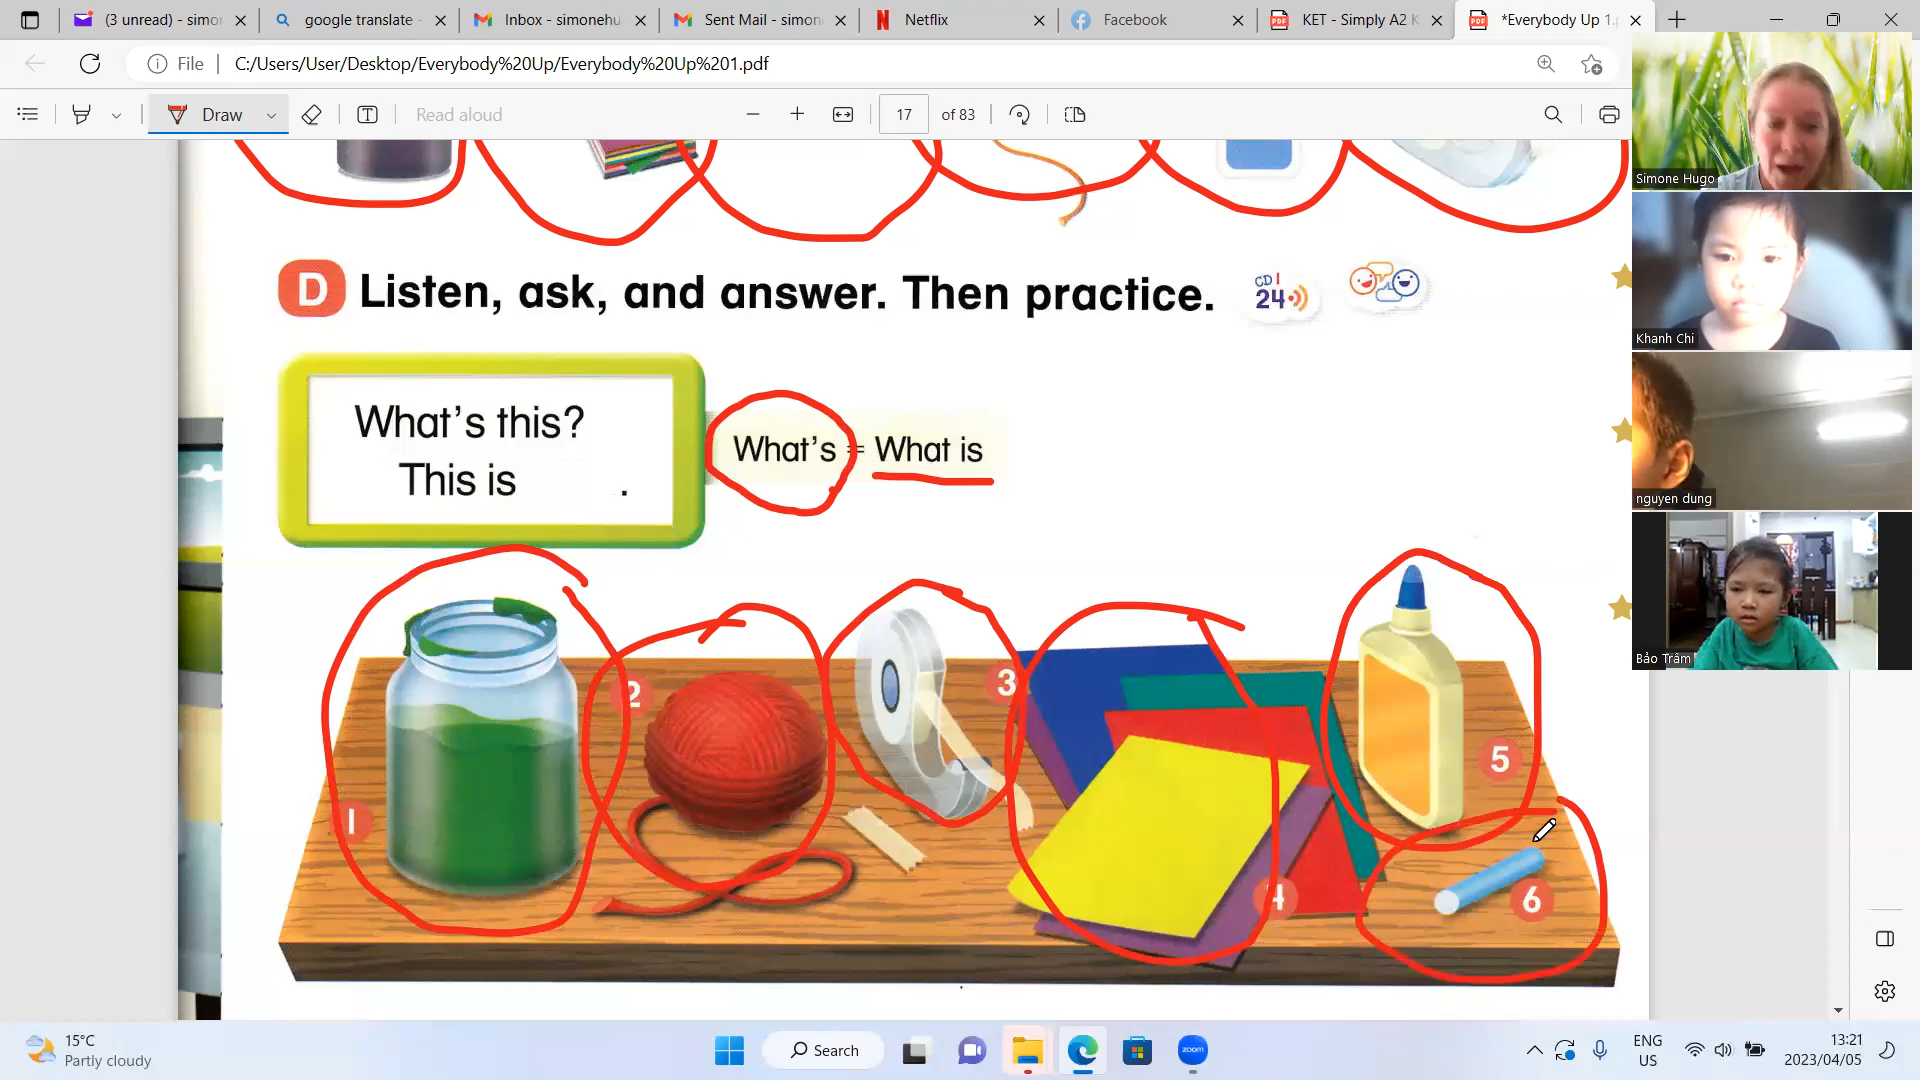 (3 unread) - simo
google translate -
Inbox - simonehu
Sent Mail - simon
Netflix
Facebook
KET - Simply A2 K
*Everybody Up 1.p
File
C:/Users/User/Desktop/Everybody%20Up/Everybody%20Up%201.pdf
Draw
Read aloud
17
of 83
Simone Hugo
Khanh Chi
nguyen dung
Bảo Trâm
D Listen, ask, and answer. Then practice.
CD 1
24
What's this?
This is .
What's = What is
1
2
3
4
5
6
15°C
Partly cloudy
Search
zoom
ENG
US
13:21
2023/04/05